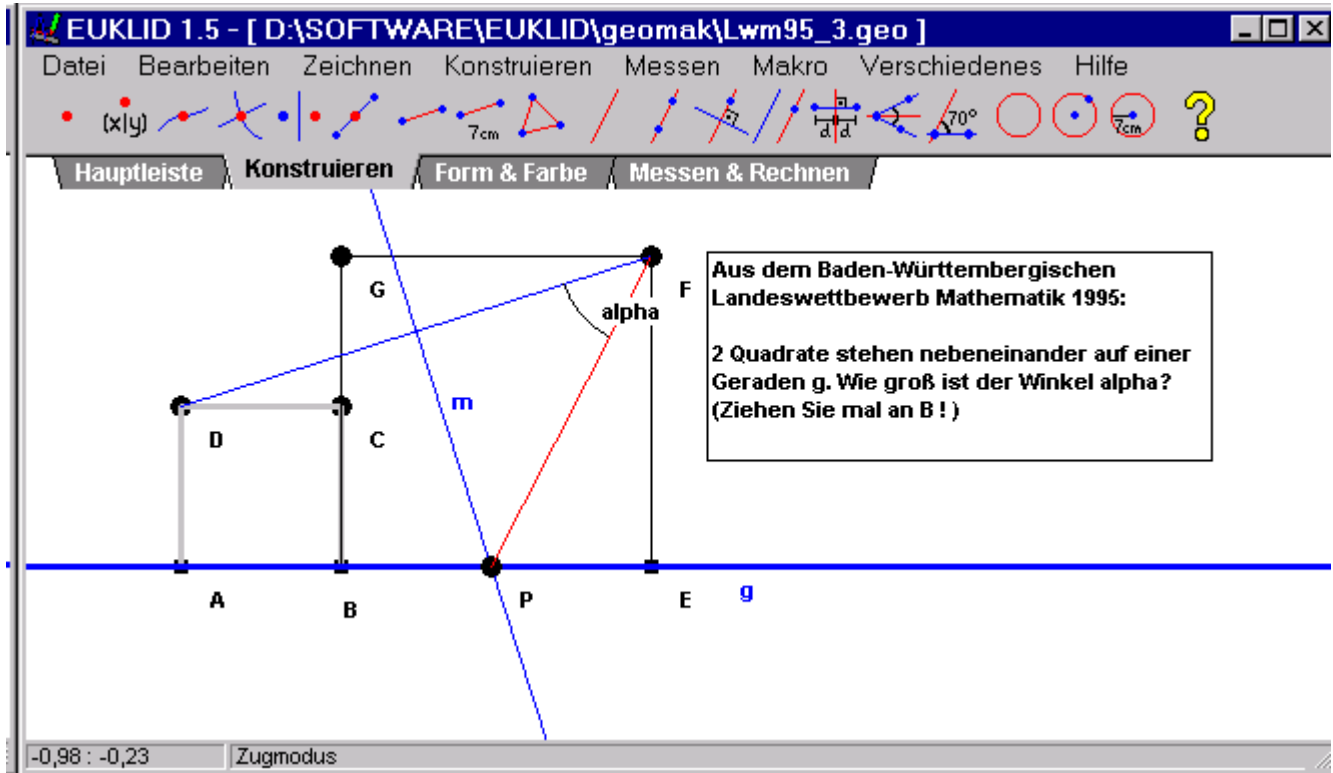 EUKLID 1.5 - [ D:\SOFTWARE\EUKLID\geomak\Lwm95_3.geo ]
Datei Bearbeiten Zeichnen Konstruieren Messen Makro Verschiedenes Hilfe
(x|y) 7cm d d 70° 7cm ?
Hauptleiste Konstruieren Form & Farbe Messen & Rechnen
G F
alpha
m
D C
A B P E g
Aus dem Baden-Württembergischen
Landeswettbewerb Mathematik 1995:
2 Quadrate stehen nebeneinander auf einer
Geraden g. Wie groß ist der Winkel alpha?
(Ziehen Sie mal an B ! )
-0,98 : -0,23 Zugmodus